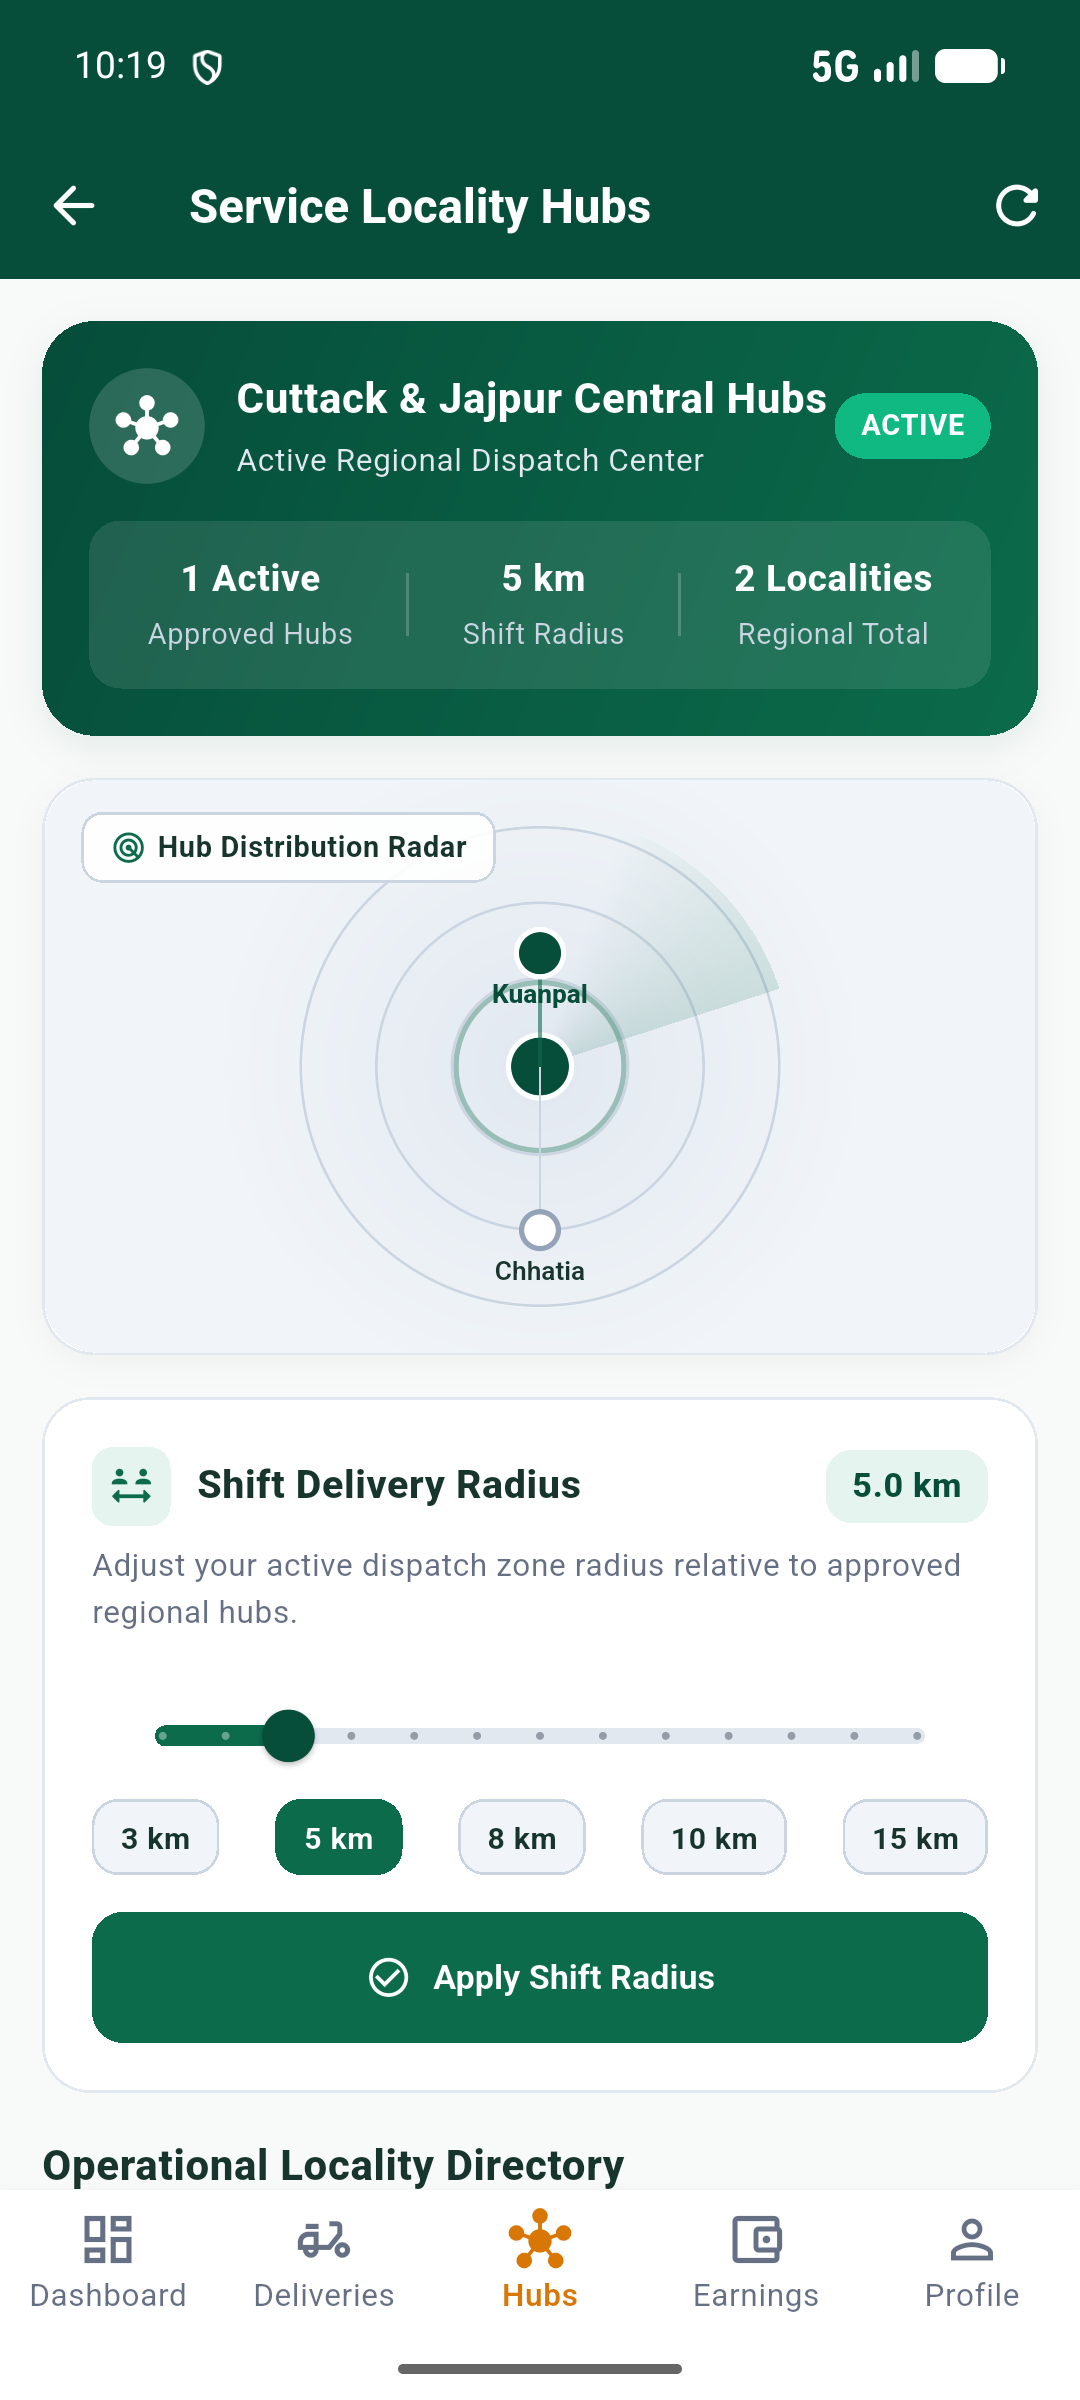 10:19
5G
Service Locality Hubs
Cuttack & Jajpur Central Hubs
ACTIVE
Active Regional Dispatch Center
1 Active
5 km
2 Localities
Approved Hubs
Shift Radius
Regional Total
Hub Distribution Radar
Kuanpal
Chhatia
Shift Delivery Radius
5.0 km
Adjust your active dispatch zone radius relative to approved
regional hubs.
3 km
5 km
8 km
10 km
15 km
Apply Shift Radius
Operational Locality Directory
Dashboard
Deliveries
Hubs
Earnings
Profile